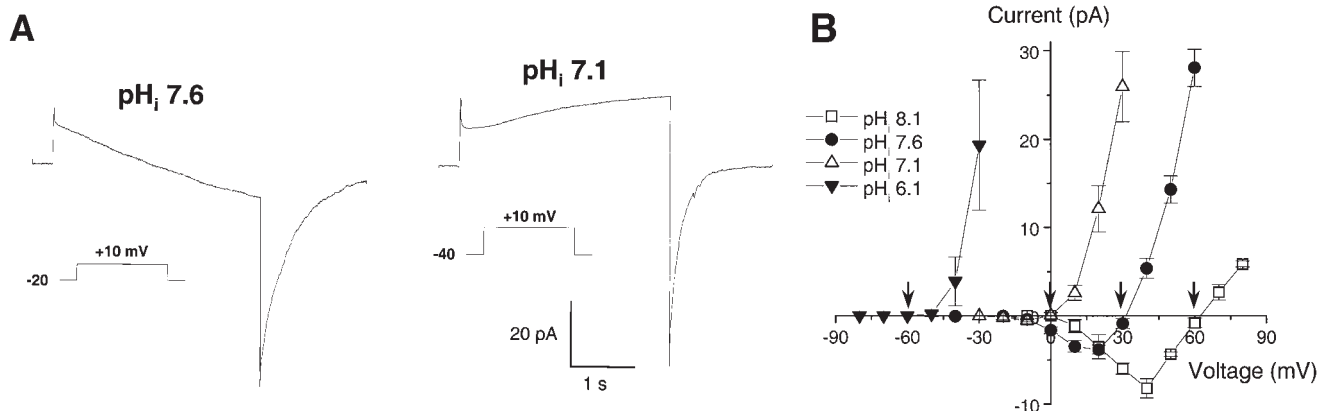 A
pHi 7.6
+10 mV
-20
pHi 7.1
+10 mV
-40
20 pA
1 s
B
Current (pA)
30
20
10
-10
pHi 8.1
pHi 7.6
pHi 7.1
pHi 6.1
-90
-60
-30
0
30
60
90
Voltage (mV)